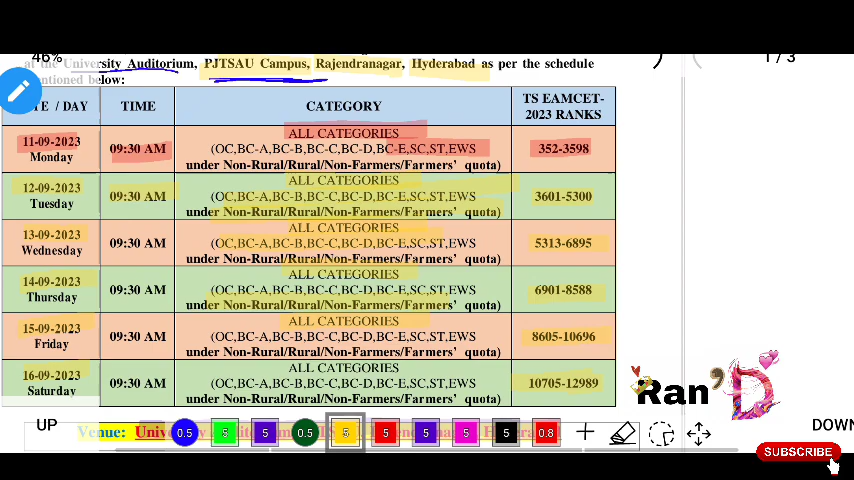 46%
1 / 3
at the University Auditorium, PJTSAU Campus, Rajendranagar, Hyderabad as per the schedule
mentioned below:
DATE / DAY TIME CATEGORY TS EAMCET-
2023 RANKS
11-09-2023
Monday
09:30 AM
ALL CATEGORIES
(OC,BC-A,BC-B,BC-C,BC-D,BC-E,SC,ST,EWS
under Non-Rural/Rural/Non-Farmers/Farmers' quota)
352-3598
12-09-2023
Tuesday
09:30 AM
ALL CATEGORIES
(OC,BC-A,BC-B,BC-C,BC-D,BC-E,SC,ST,EWS
under Non-Rural/Rural/Non-Farmers/Farmers' quota)
3601-5300
13-09-2023
Wednesday
09:30 AM
ALL CATEGORIES
(OC,BC-A,BC-B,BC-C,BC-D,BC-E,SC,ST,EWS
under Non-Rural/Rural/Non-Farmers/Farmers' quota)
5313-6895
14-09-2023
Thursday
09:30 AM
ALL CATEGORIES
(OC,BC-A,BC-B,BC-C,BC-D,BC-E,SC,ST,EWS
under Non-Rural/Rural/Non-Farmers/Farmers' quota)
6901-8588
15-09-2023
Friday
09:30 AM
ALL CATEGORIES
(OC,BC-A,BC-B,BC-C,BC-D,BC-E,SC,ST,EWS
under Non-Rural/Rural/Non-Farmers/Farmers' quota)
8605-10696
16-09-2023
Saturday
09:30 AM
ALL CATEGORIES
(OC,BC-A,BC-B,BC-C,BC-D,BC-E,SC,ST,EWS
under Non-Rural/Rural/Non-Farmers/Farmers' quota)
10705-12989
Ran'D
UP
DOWN
Venue:
0.5 5 5 0.5 5 5 5 5 5 0.8
SUBSCRIBE